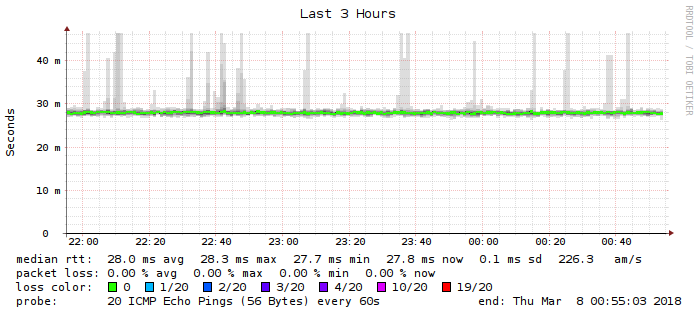 Last 3 Hours
RRDTOOL / TOBI OETIKER
Seconds
40 m
30 m
20 m
10 m
0
22:00 22:20 22:40 23:00 23:20 23:40 00:00 00:20 00:40
median rtt: 28.0 ms avg 28.3 ms max 27.7 ms min 27.8 ms now 0.1 ms sd 226.3 am/s
packet loss: 0.00 % avg 0.00 % max 0.00 % min 0.00 % now
loss color: 0 1/20 2/20 3/20 4/20 10/20 19/20
probe: 20 ICMP Echo Pings (56 Bytes) every 60s end: Thu Mar 8 00:55:03 2018